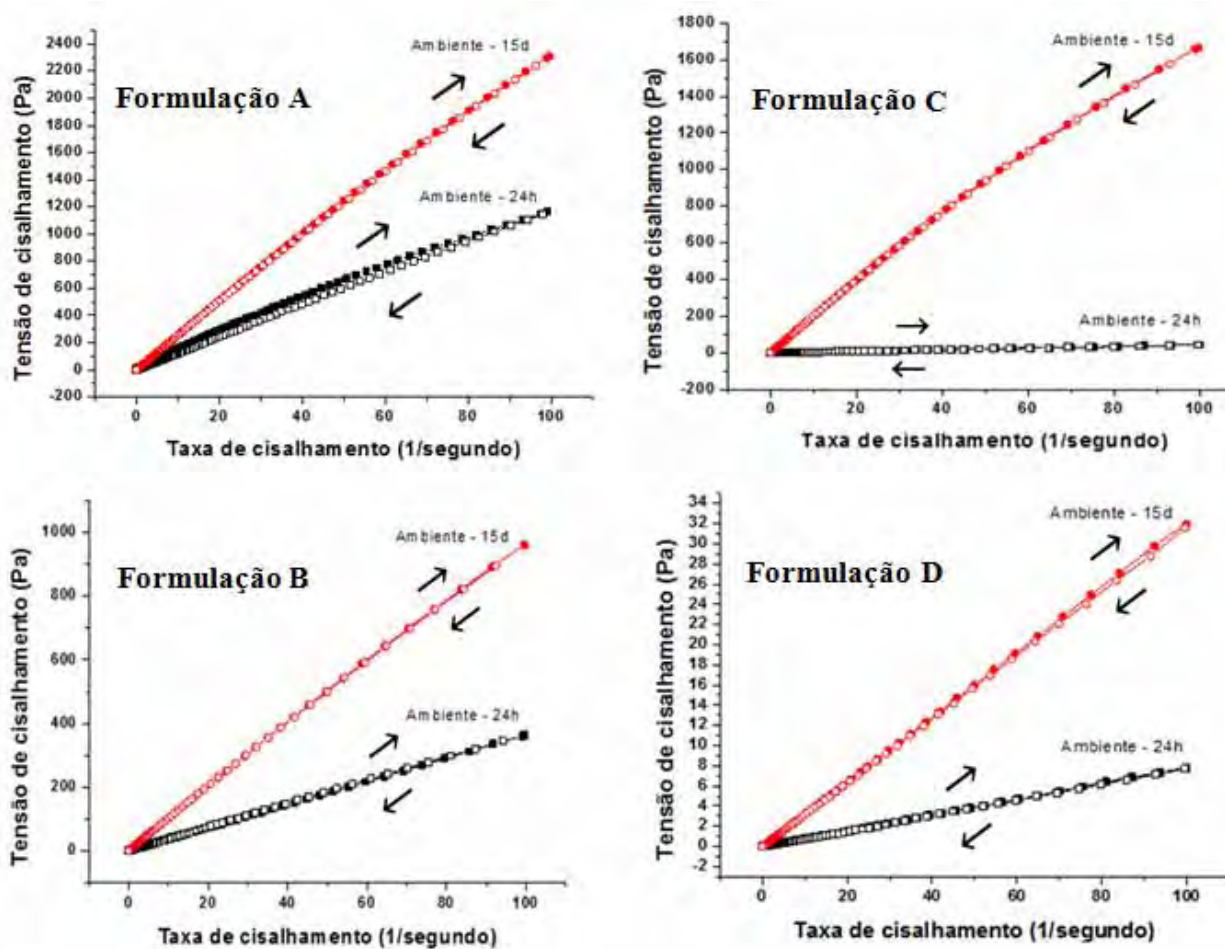 Formulação A
Ambiente - 15d
Ambiente - 24h
Tensão de cisalhamento (Pa)
2400
2200
2000
1800
1600
1400
1200
1000
800
600
400
200
0
-200
0 20 40 60 80 100
Taxa de cisalhamento (1/segundo)
Formulação C
Ambiente - 15d
Ambiente - 24h
Tensão de cisalhamento (Pa)
1800
1600
1400
1200
1000
800
600
400
200
0
-200
0 20 40 60 80 100
Taxa de cisalhamento (1/segundo)
Formulação B
Ambiente - 15d
Ambiente - 24h
Tensão de cisalhamento (Pa)
1000
800
600
400
200
0
0 20 40 60 80 100
Taxa de cisalhamento (1/segundo)
Formulação D
Ambiente - 15d
Ambiente - 24h
Tensão de cisalhamento (Pa)
34
32
30
28
26
24
22
20
18
16
14
12
10
8
6
4
2
0
-2
0 20 40 60 80 100
Taxa de cisalhamento (1/segundo)